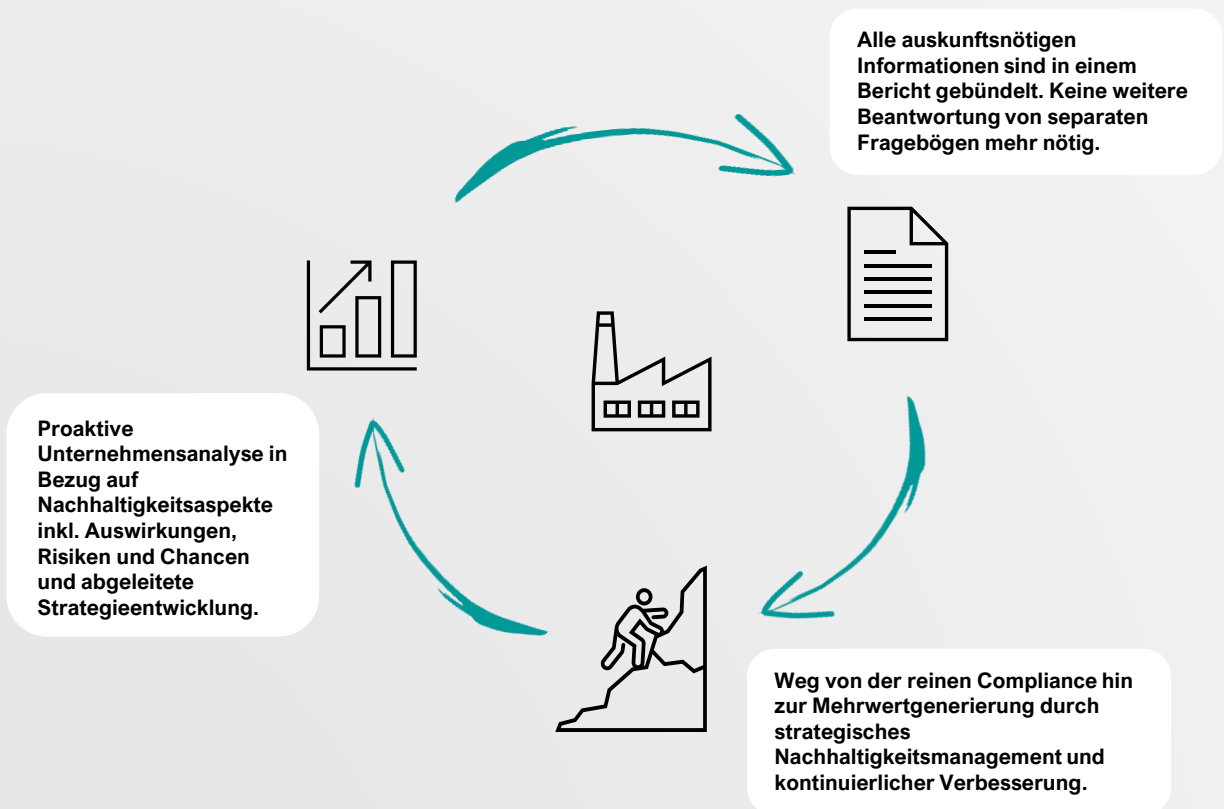 Alle auskunftsnötigen
Informationen sind in einem
Bericht gebündelt. Keine weitere
Beantwortung von separaten
Fragebögen mehr nötig.
Proaktive
Unternehmensanalyse in
Bezug auf
Nachhaltigkeitsaspekte
inkl. Auswirkungen,
Risiken und Chancen
und abgeleitete
Strategieentwicklung.
Weg von der reinen Compliance hin
zur Mehrwertgenerierung durch
strategisches
Nachhaltigkeitsmanagement und
kontinuierlicher Verbesserung.